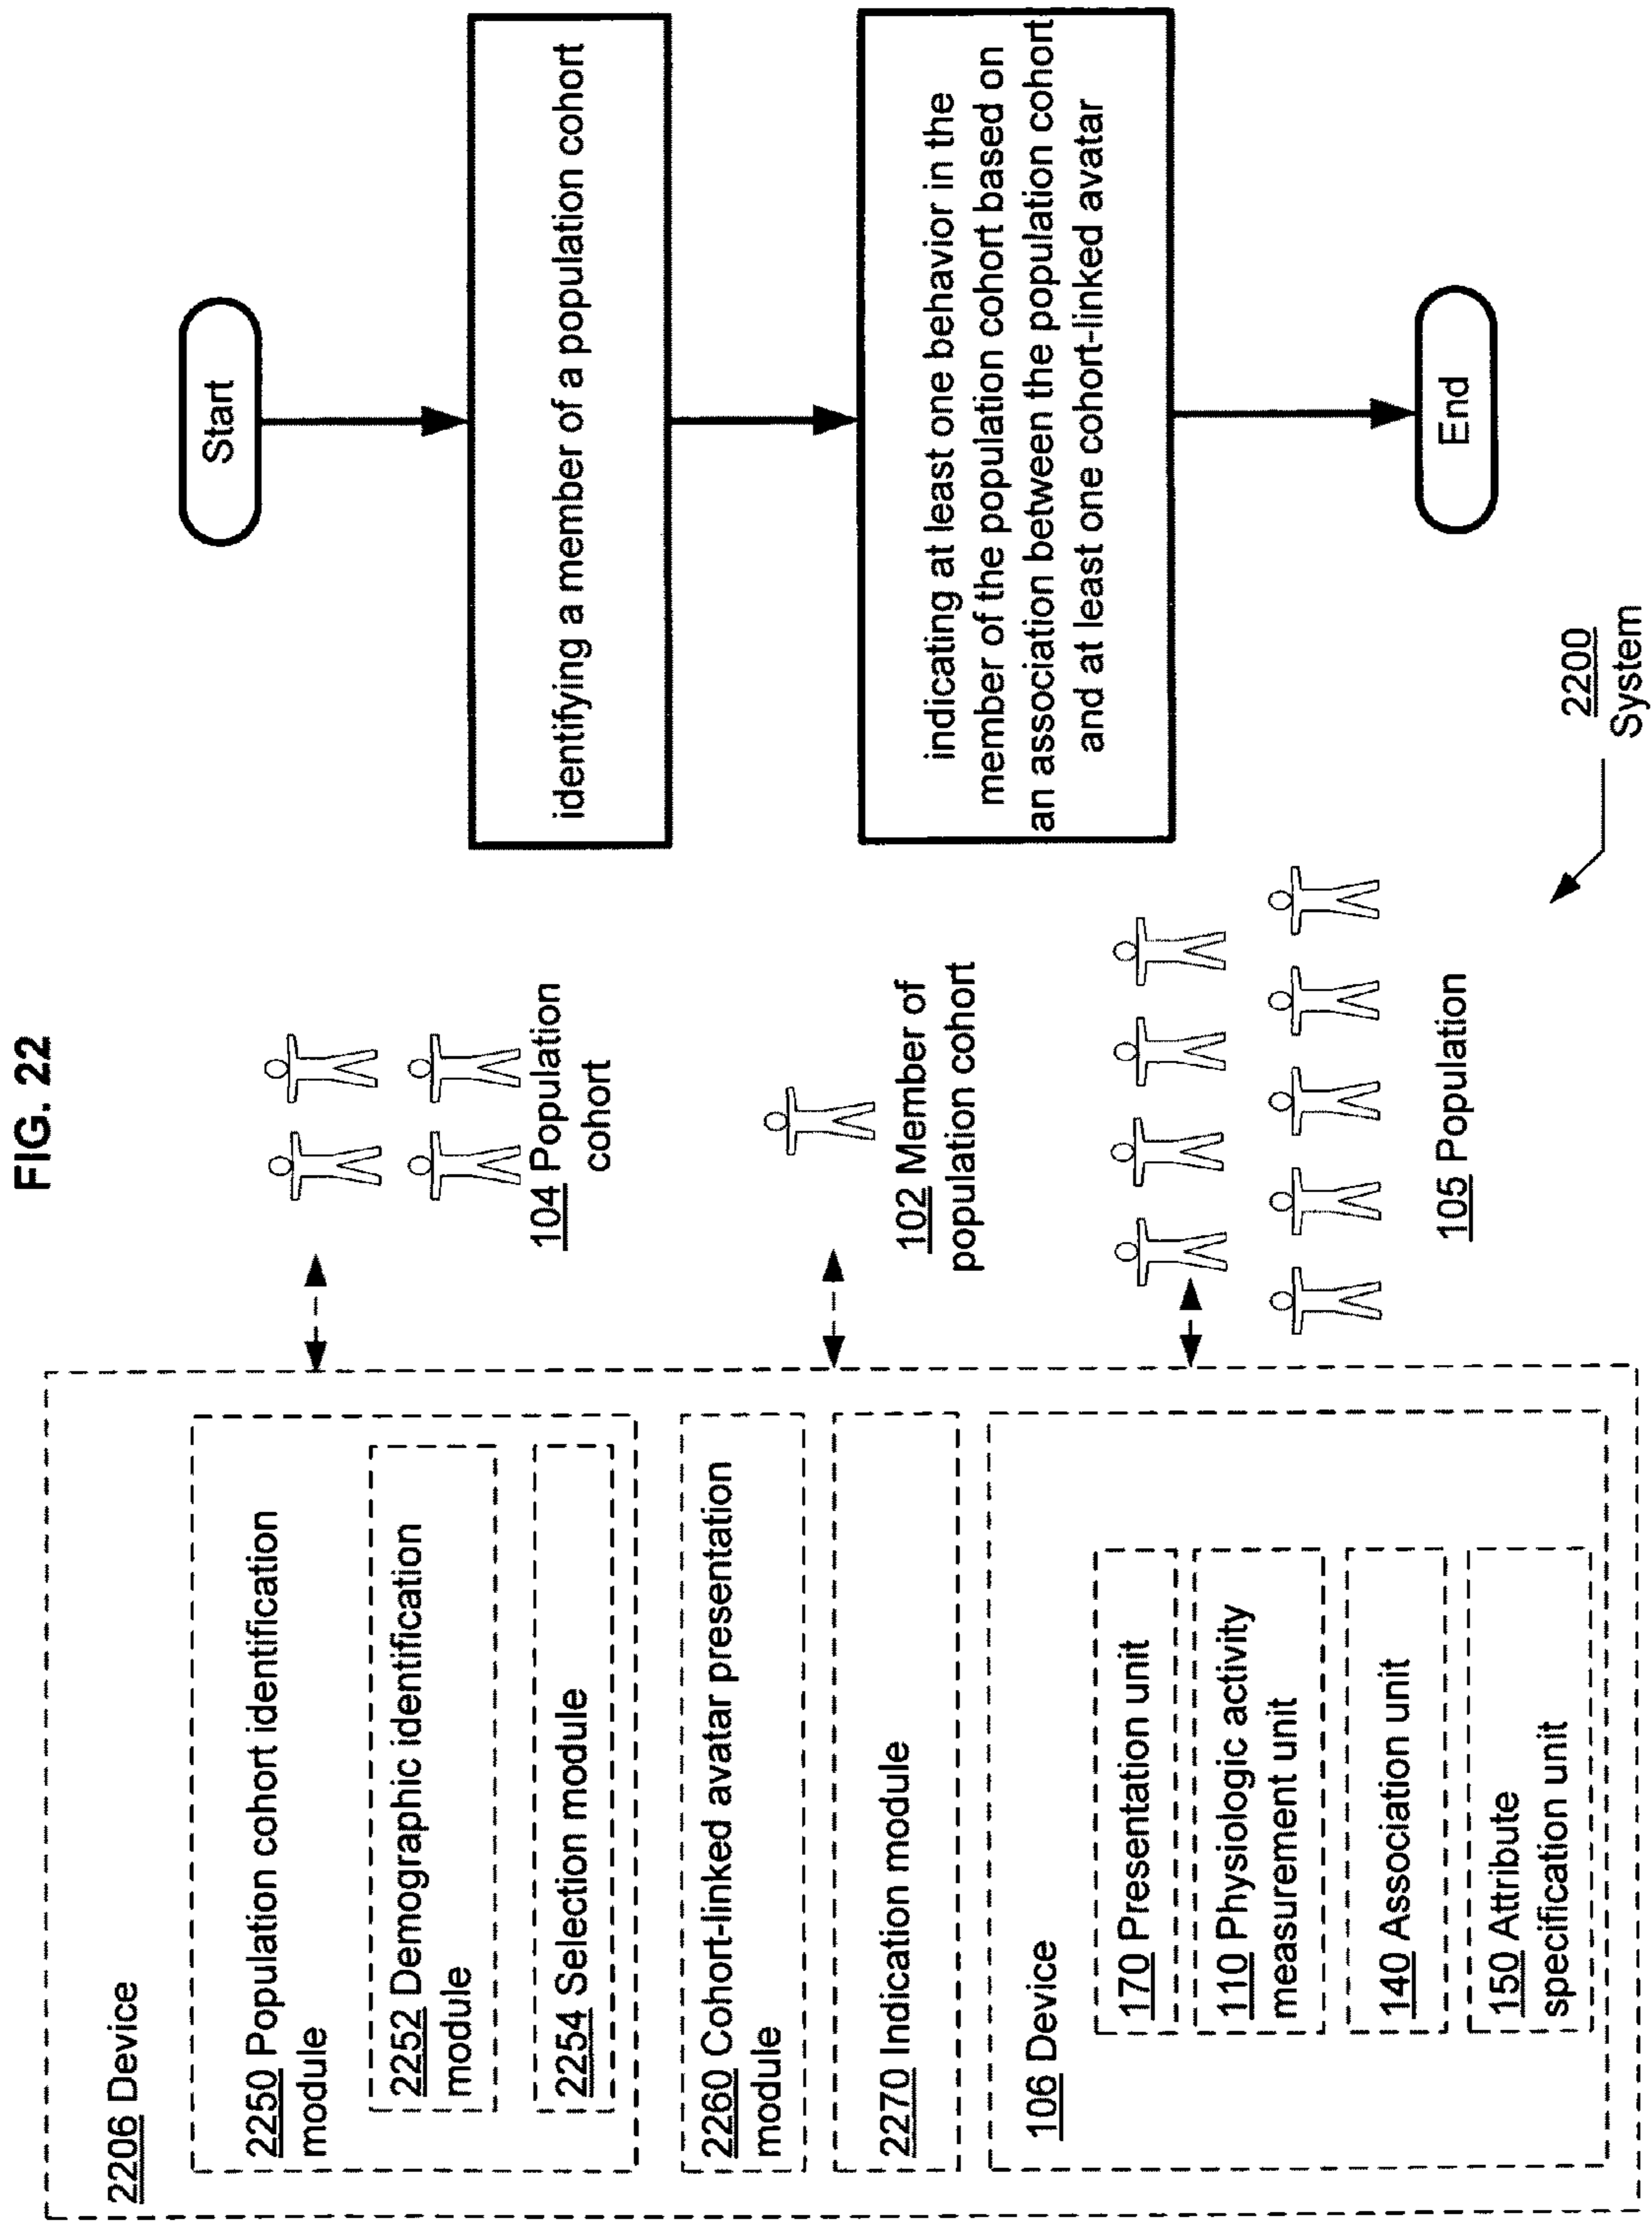 FIG. 22
2206 Device
2250 Population cohort identification
module
2252 Demographic identification
module
2254 Selection module
2260 Cohort-linked avatar presentation
module
2270 Indication module
106 Device
170 Presentation unit
110 Physiologic activity
measurement unit
140 Association unit
150 Attribute
specification unit
104 Population
cohort
102 Member of
population cohort
105 Population
2200
System
Start
identifying a member of a population cohort
indicating at least one behavior in the
member of the population cohort based on
an association between the population cohort
and at least one cohort-linked avatar
End